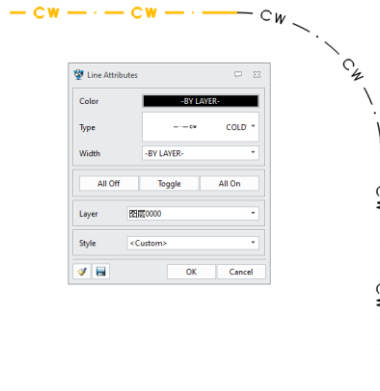 CW CW CW
CW
Line Attributes
Color -BY LAYER-
Type CW COLD
Width -BY LAYER-
All Off Toggle All On
Layer 图层0000
Style <Custom>
OK Cancel